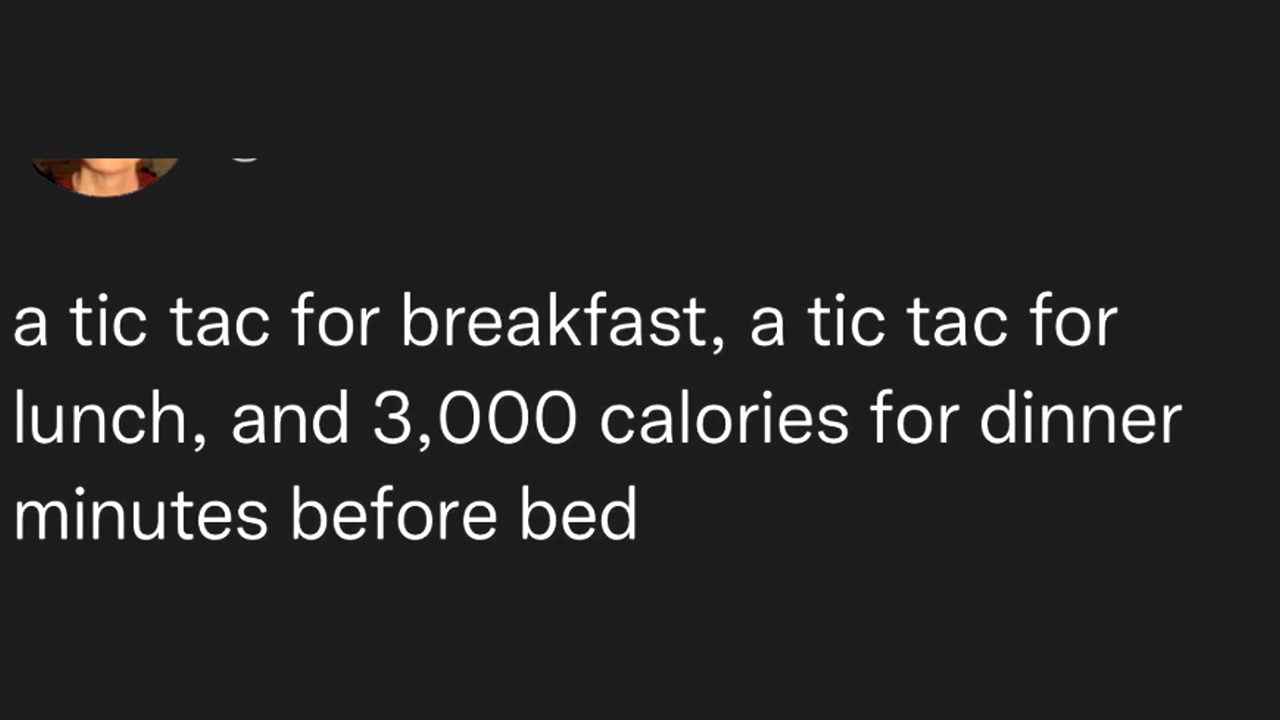 a tic tac for breakfast, a tic tac for
lunch, and 3,000 calories for dinner
minutes before bed